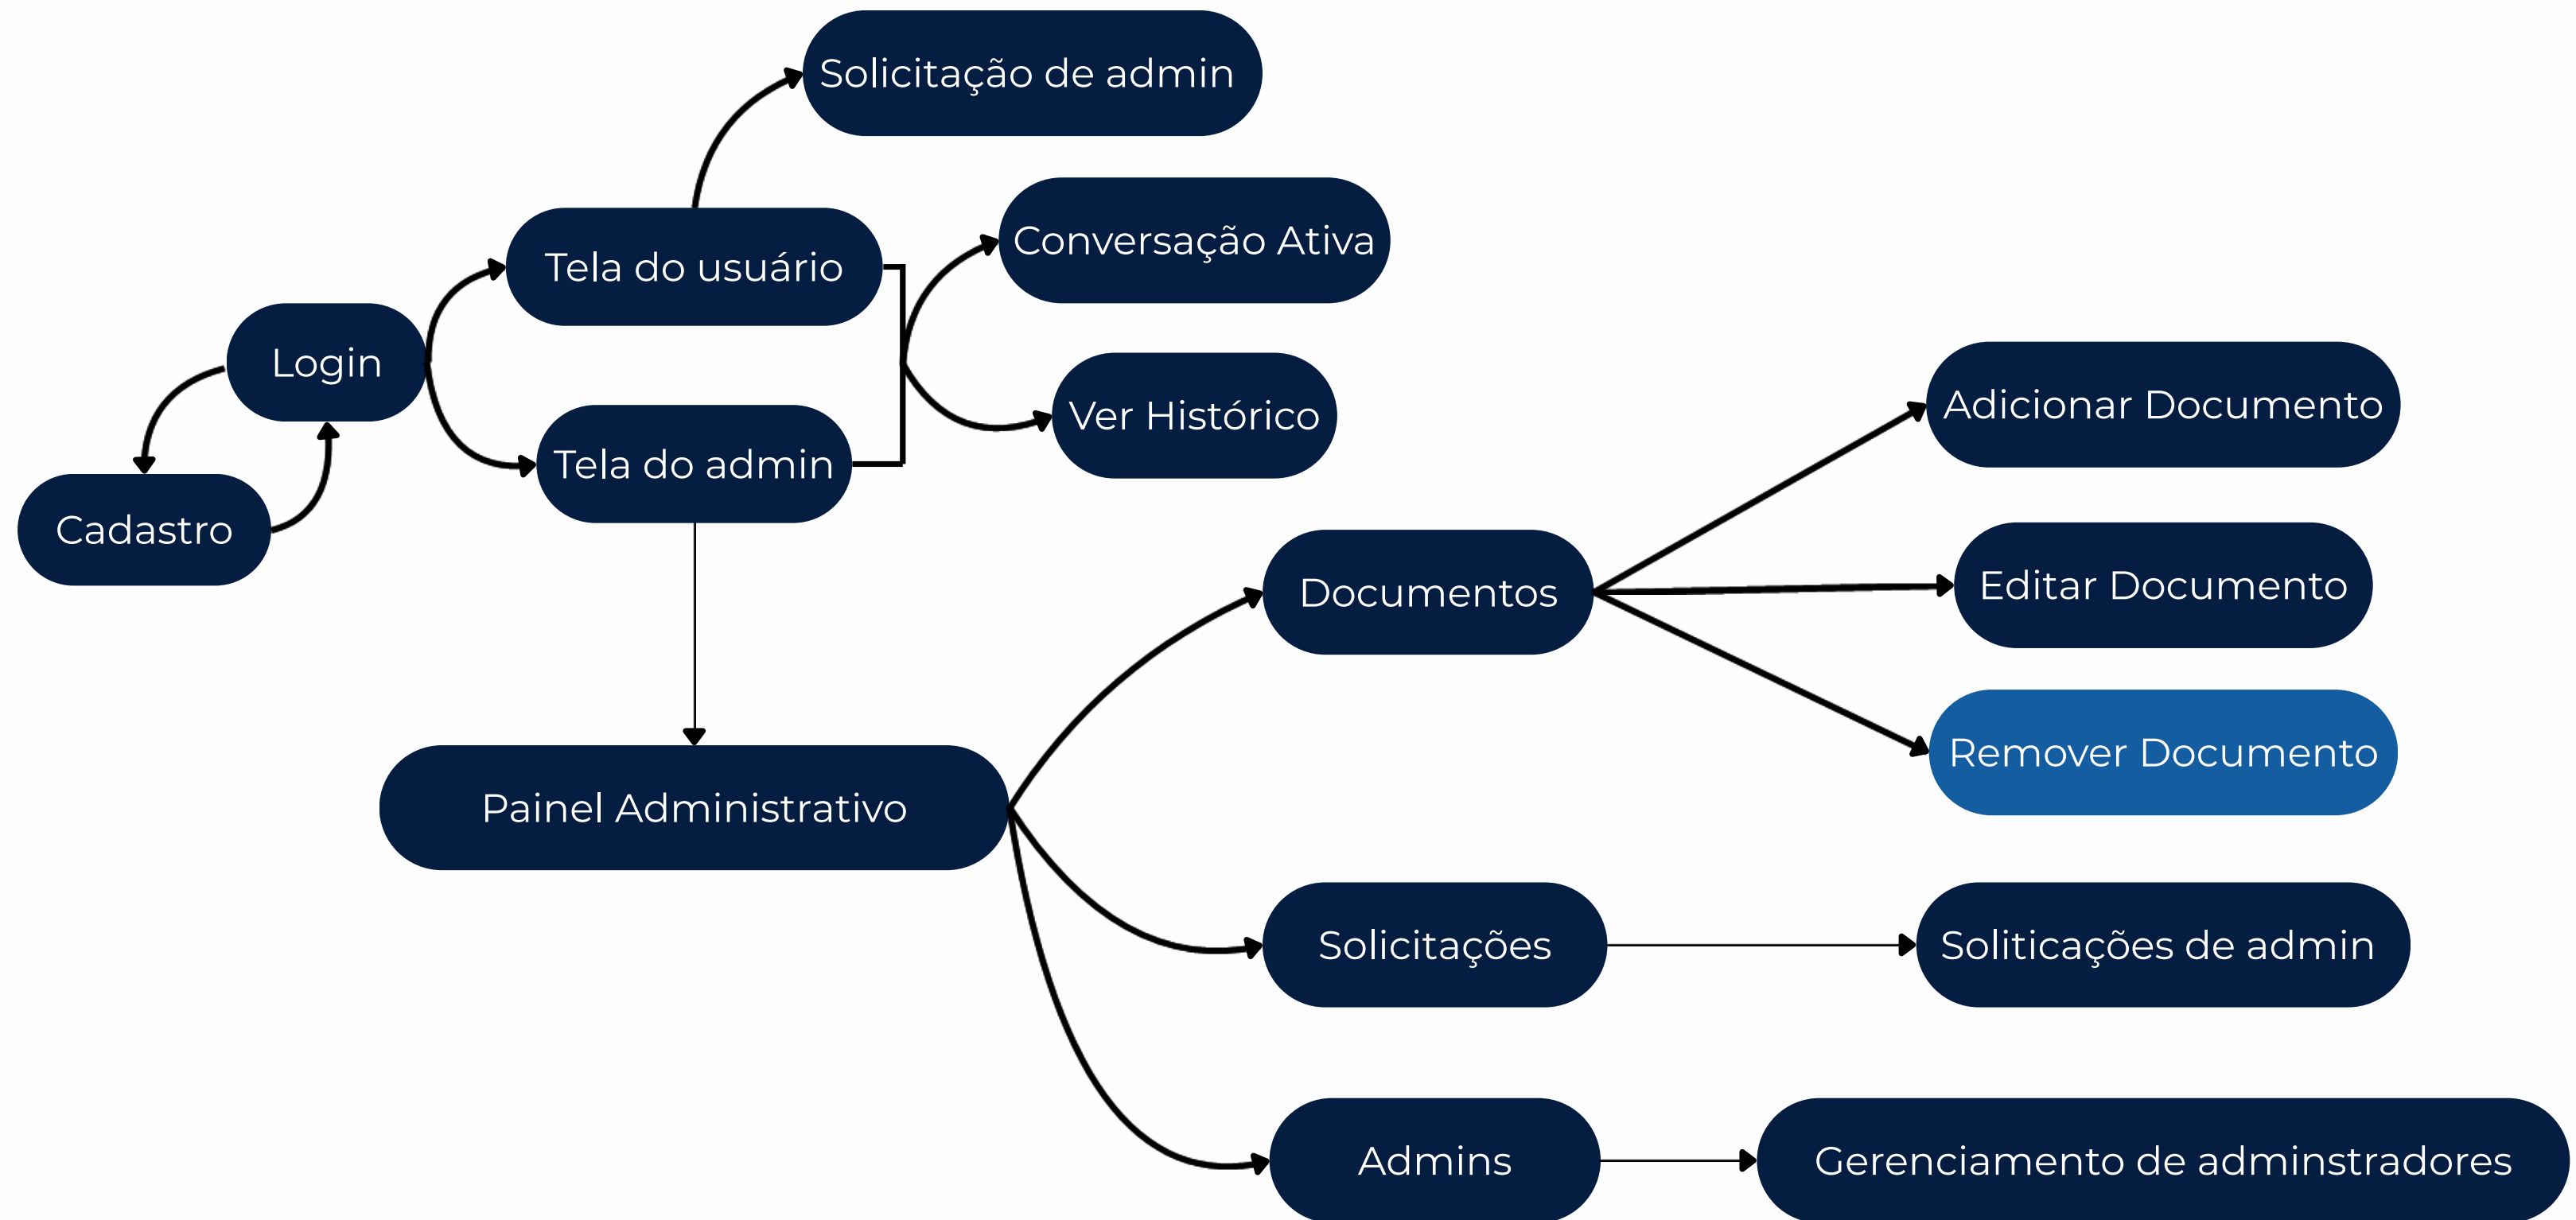 Solicitação de admin
Conversação Ativa
Tela do usuário
Login
Ver Histórico
Tela do admin
Cadastro
Adicionar Documento
Documentos
Editar Documento
Remover Documento
Painel Administrativo
Solicitações
Soliticações de admin
Admins
Gerenciamento de adminstradores